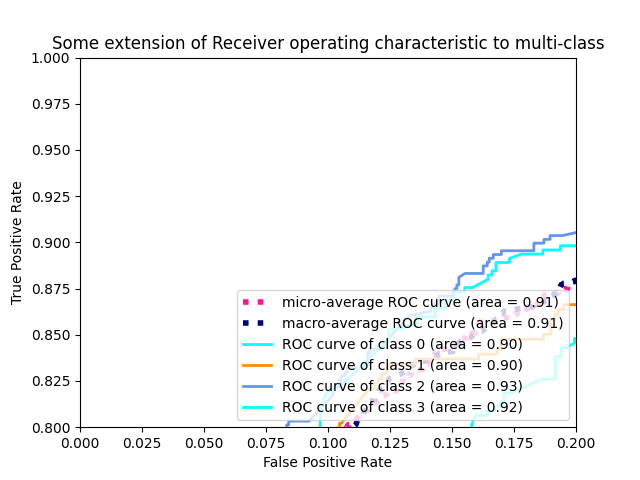 Some extension of Receiver operating characteristic to multi-class
True Positive Rate
1.000
0.975
0.950
0.925
0.900
0.875
0.850
0.825
0.800
micro-average ROC curve (area = 0.91)
macro-average ROC curve (area = 0.91)
ROC curve of class 0 (area = 0.90)
ROC curve of class 1 (area = 0.90)
ROC curve of class 2 (area = 0.93)
ROC curve of class 3 (area = 0.92)
0.000 0.025 0.050 0.075 0.100 0.125 0.150 0.175 0.200
False Positive Rate